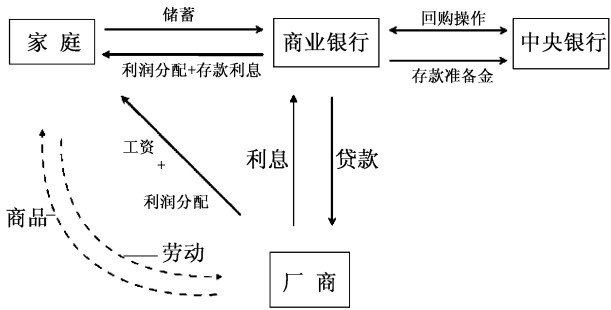 储蓄
回购操作
家 庭
商业银行
中央银行
利润分配+存款利息
存款准备金
工资
+
利润分配
利息
贷款
商品
劳动
厂 商